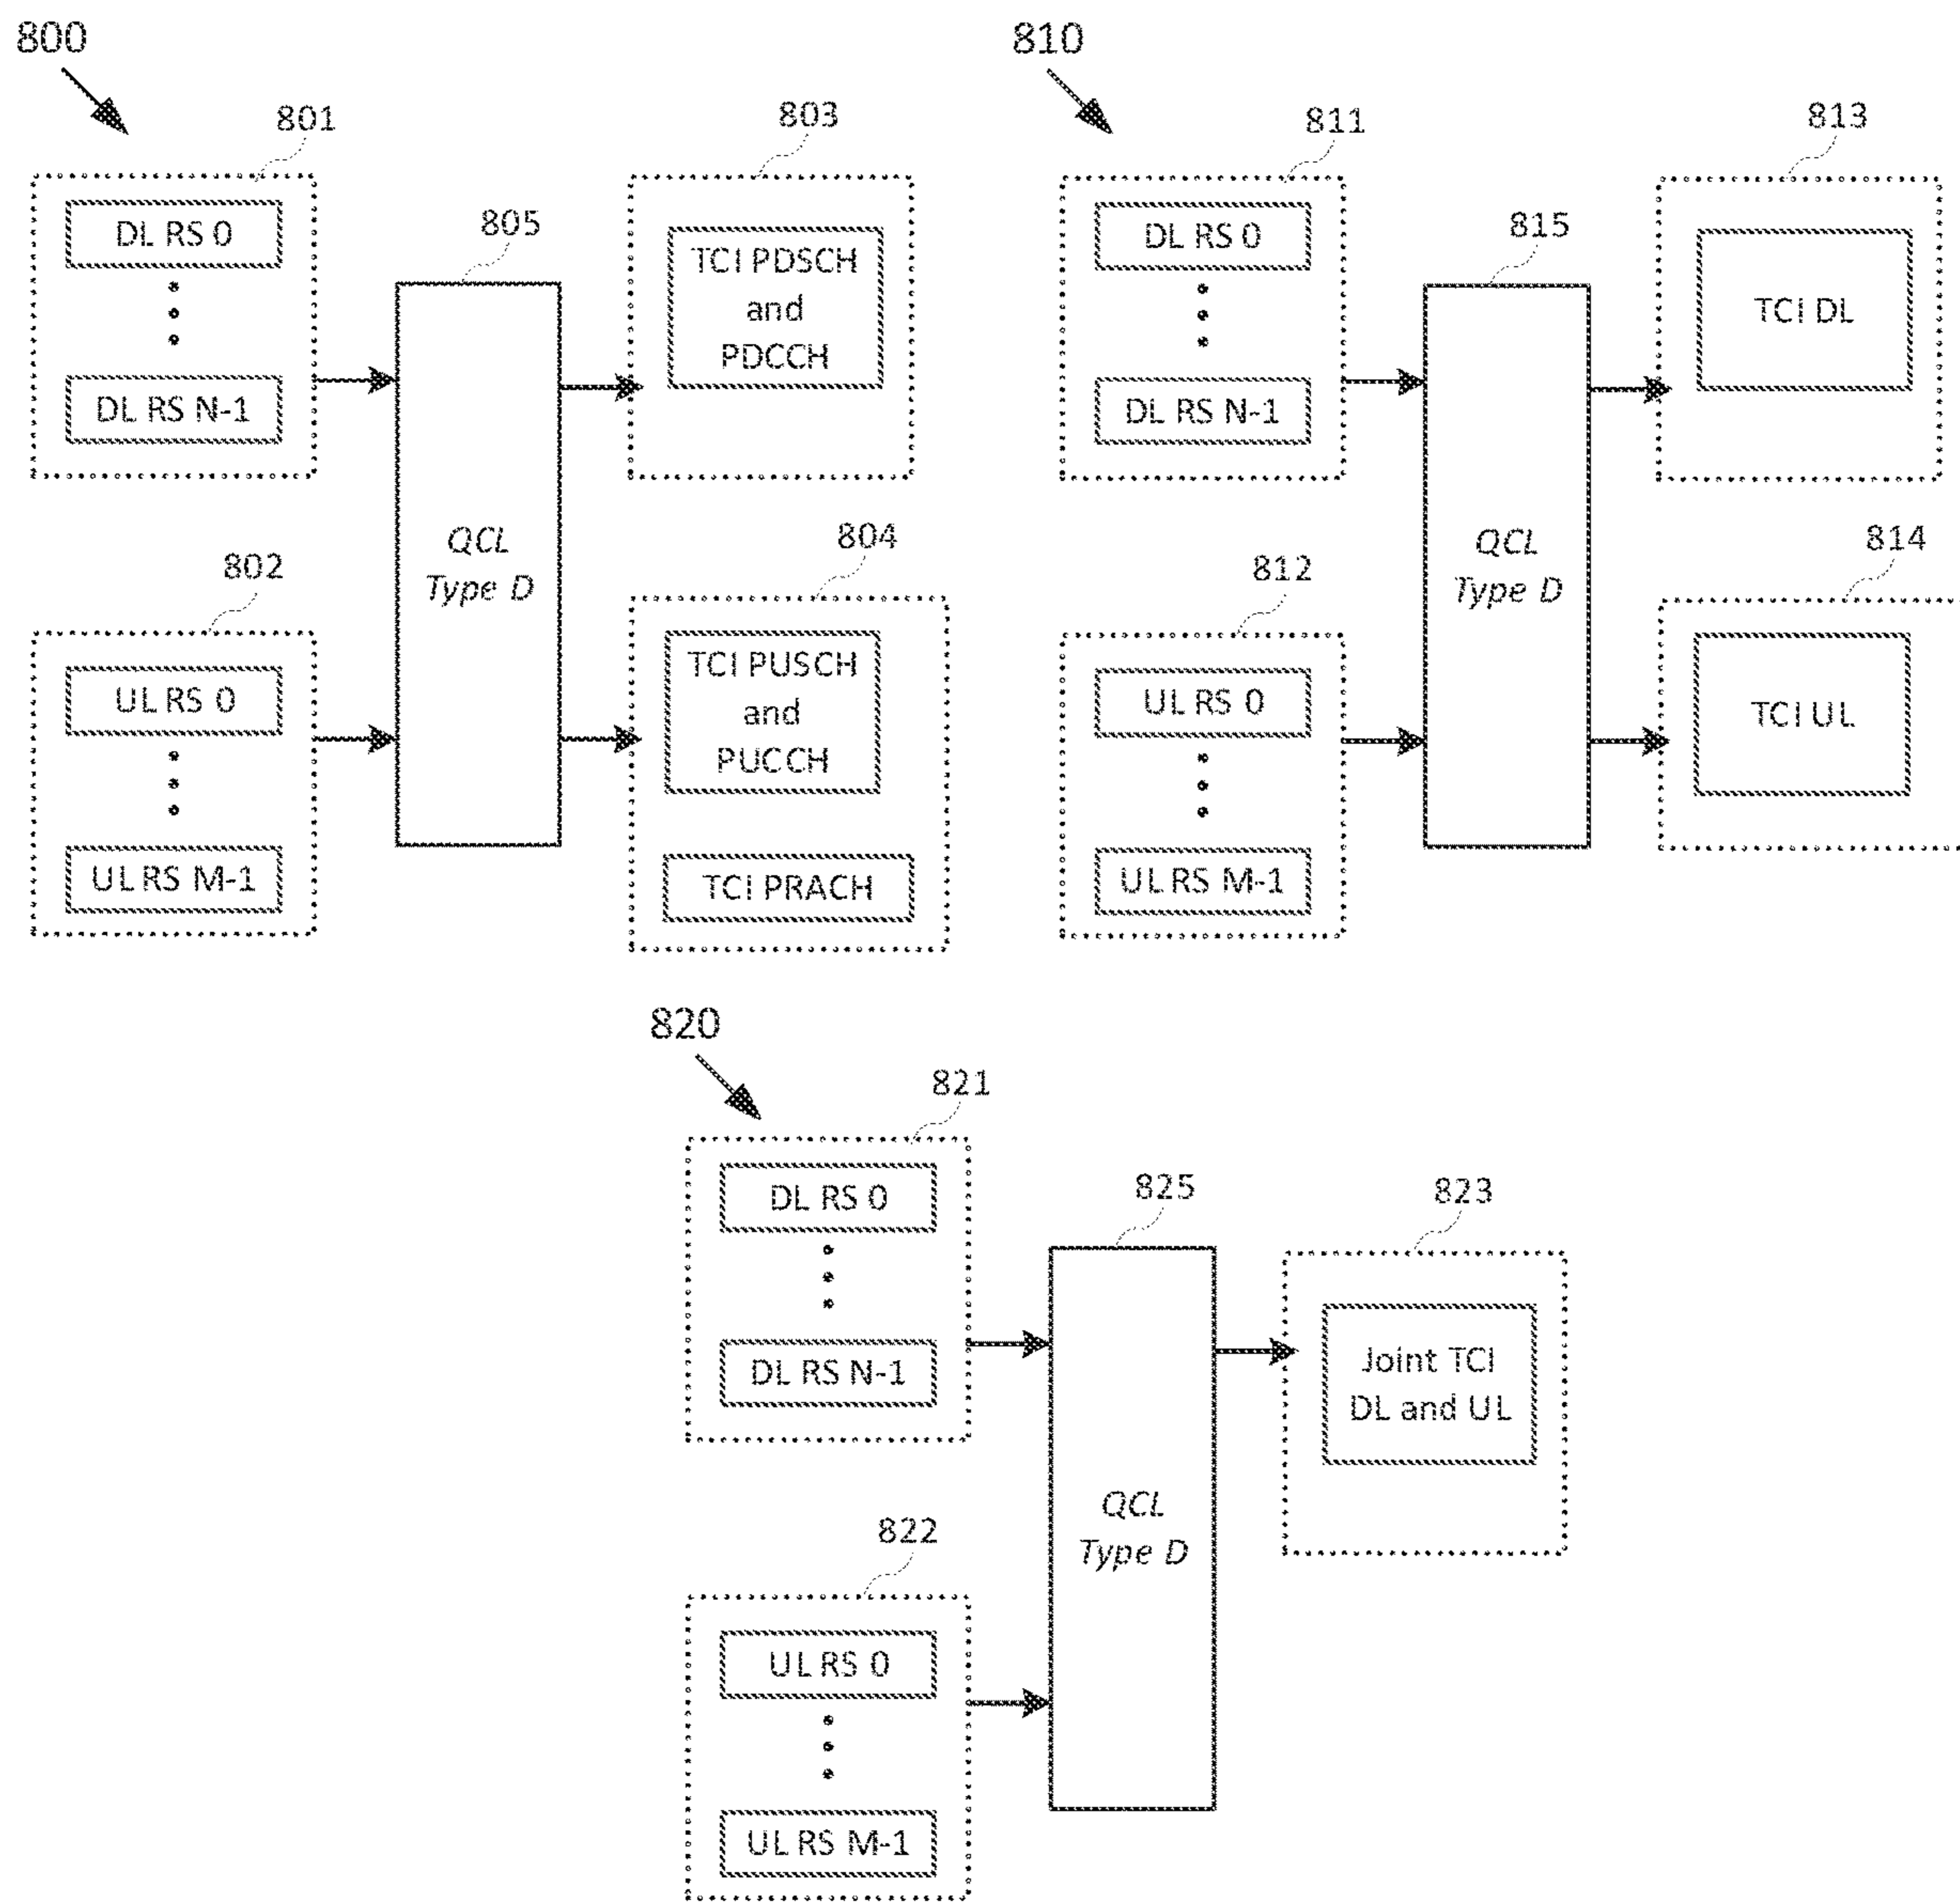 800
801
DL RS 0
DL RS N-1
802
UL RS 0
UL RS M-1
805
QCL
Type D
803
TCI PDSCH
and
PDCCH
804
TCI PUSCH
and
PUCCH
TCI PRACH
810
811
DL RS 0
DL RS N-1
812
UL RS 0
UL RS M-1
815
QCL
Type D
813
TCI DL
814
TCI UL
820
821
DL RS 0
DL RS N-1
822
UL RS 0
UL RS M-1
825
QCL
Type D
823
Joint TCI
DL and UL